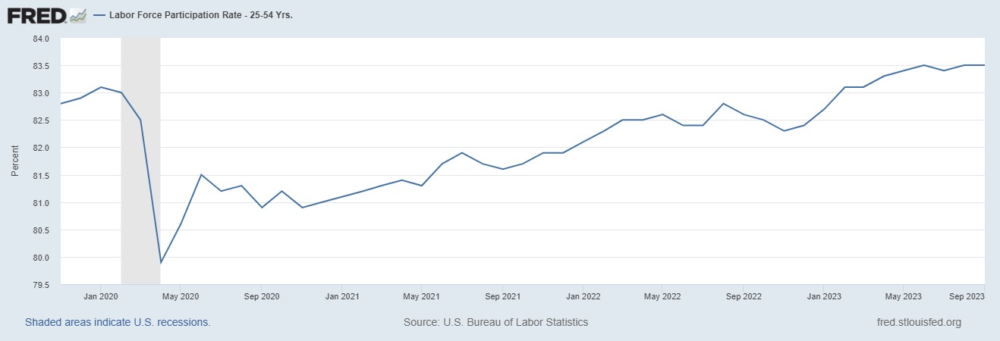 FRED
Labor Force Participation Rate - 25-54 Yrs.
84.0
83.5
83.0
82.5
82.0
81.5
81.0
80.5
80.0
79.5
Percent
Jan 2020 May 2020 Sep 2020 Jan 2021 May 2021 Sep 2021 Jan 2022 May 2022 Sep 2022 Jan 2023 May 2023 Sep 2023
Shaded areas indicate U.S. recessions. Source: U.S. Bureau of Labor Statistics fred.stlouisfed.org